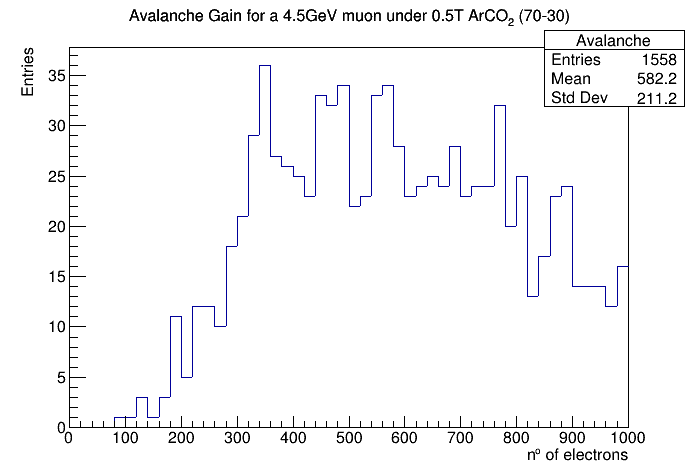 Avalanche Gain for a 4.5GeV muon under 0.5T ArCO₂ (70-30)
Avalanche
Entries 1558
Mean 582.2
Std Dev 211.2
Entries
35
30
25
20
15
10
5
0
0 100 200 300 400 500 600 700 800 900 1000
nº of electrons